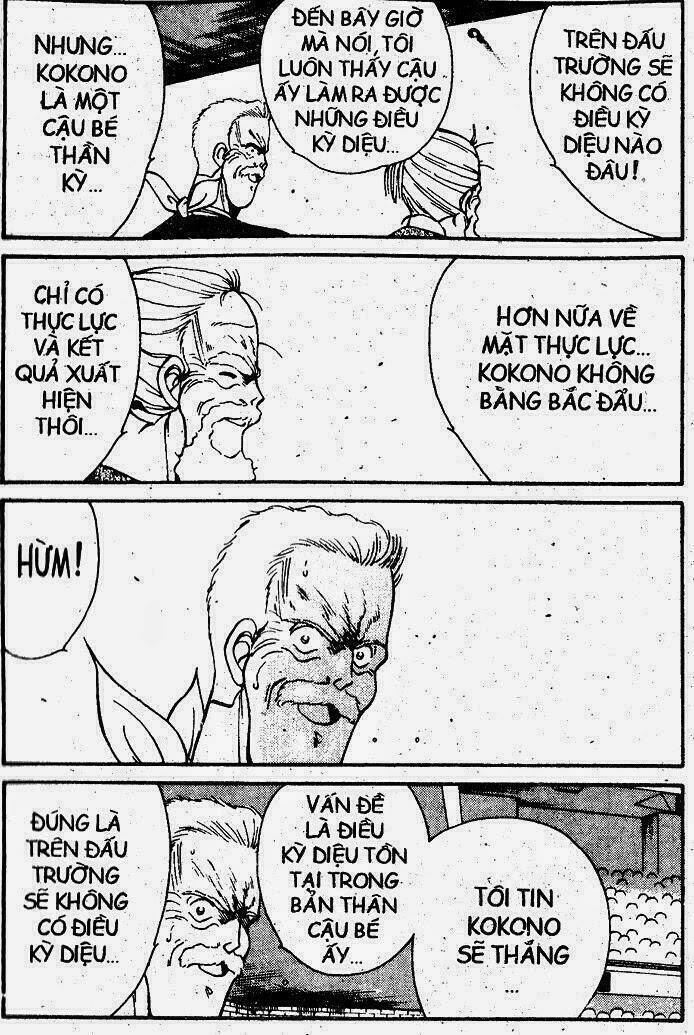 TRÊN ĐẤU
TRƯỜNG SẼ
KHÔNG CÓ
ĐIỀU KỲ
DIỆU NÀO
ĐÂU!
ĐẾN BÂY GIỜ
MÀ NÓI, TÔI
LUÔN THẤY CẬU
ẤY LÀM RA ĐƯỢC
NHỮNG ĐIỀU
KỲ DIỆU...
NHƯNG...
KOKONO
LÀ MỘT
CẬU BÉ
THẦN
KỲ...
HƠN NỮA VỀ
MẶT THỰC LỰC...
KOKONO KHÔNG
BẰNG BẮC ĐẨU...
CHỈ CÓ
THỰC LỰC
VÀ KẾT
QUẢ XUẤT
HIỆN
THÔI...
HỪM!
TÔI TIN
KOKONO
SẼ THẮNG
...
VẤN ĐỀ
LÀ ĐIỀU
KỲ DIỆU TỒN
TẠI TRONG
BẢN THÂN
CẬU BÉ
ẤY...
ĐÚNG LÀ
TRÊN ĐẤU
TRƯỜNG
SẼ KHÔNG
CÓ ĐIỀU
KỲ DIỆU...